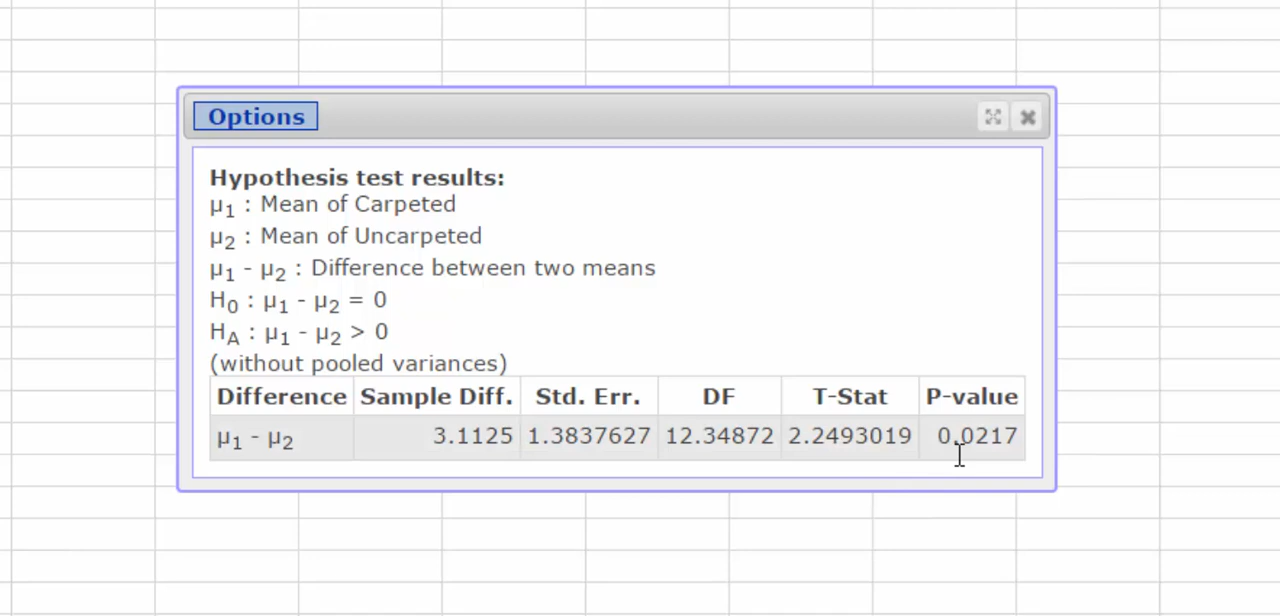 Options
Hypothesis test results:
μ1 : Mean of Carpeted
μ2 : Mean of Uncarpeted
μ1 - μ2 : Difference between two means
H0 : μ1 - μ2 = 0
HA : μ1 - μ2 > 0
(without pooled variances)
Difference Sample Diff. Std. Err. DF T-Stat P-value
μ1 - μ2 3.1125 1.3837627 12.34872 2.2493019 0.0217